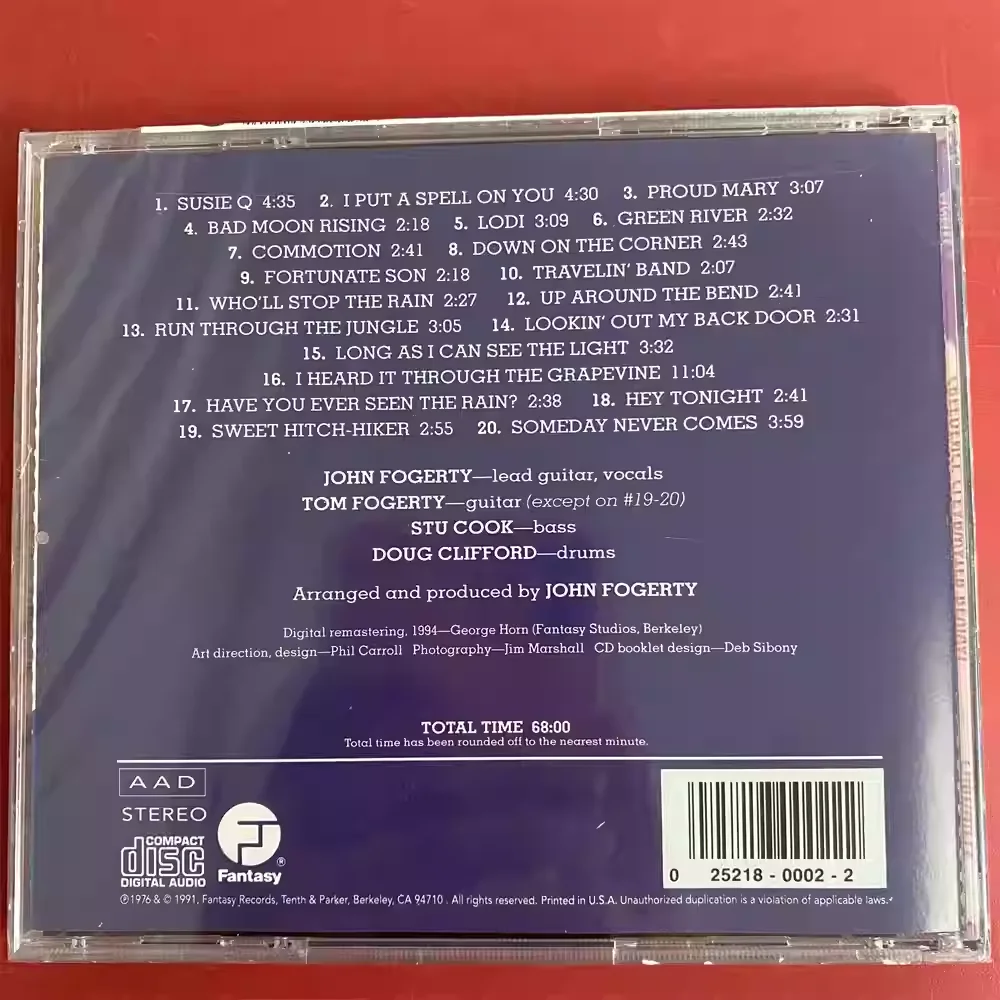 1. SUSIE Q 4:35 2. I PUT A SPELL ON YOU 4:30 3. PROUD MARY 3:07
4. BAD MOON RISING 2:18 5. LODI 3:09 6. GREEN RIVER 2:32
7. COMMOTION 2:41 8. DOWN ON THE CORNER 2:43
9. FORTUNATE SON 2:18 10. TRAVELIN' BAND 2:07
11. WHO'LL STOP THE RAIN 2:27 12. UP AROUND THE BEND 2:41
13. RUN THROUGH THE JUNGLE 3:05 14. LOOKIN' OUT MY BACK DOOR 2:31
15. LONG AS I CAN SEE THE LIGHT 3:32
16. I HEARD IT THROUGH THE GRAPEVINE 11:04
17. HAVE YOU EVER SEEN THE RAIN? 2:38 18. HEY TONIGHT 2:41
19. SWEET HITCH-HIKER 2:55 20. SOMEDAY NEVER COMES 3:59
JOHN FOGERTY—lead guitar, vocals
TOM FOGERTY—guitar (except on #19-20)
STU COOK—bass
DOUG CLIFFORD—drums
Arranged and produced by JOHN FOGERTY
Digital remastering, 1994—George Horn (Fantasy Studios, Berkeley)
Art direction, design—Phil Carroll Photography—Jim Marshall CD booklet design—Deb Sibony
TOTAL TIME 68:00
Total time has been rounded off to the nearest minute.
AAD
STEREO
COMPACT
disc
DIGITAL AUDIO
Fantasy®
0 25218-0002-2
℗1976 & © 1991, Fantasy Records, Tenth & Parker, Berkeley, CA 94710. All rights reserved. Printed in U.S.A. Unauthorized duplication is a violation of applicable laws.